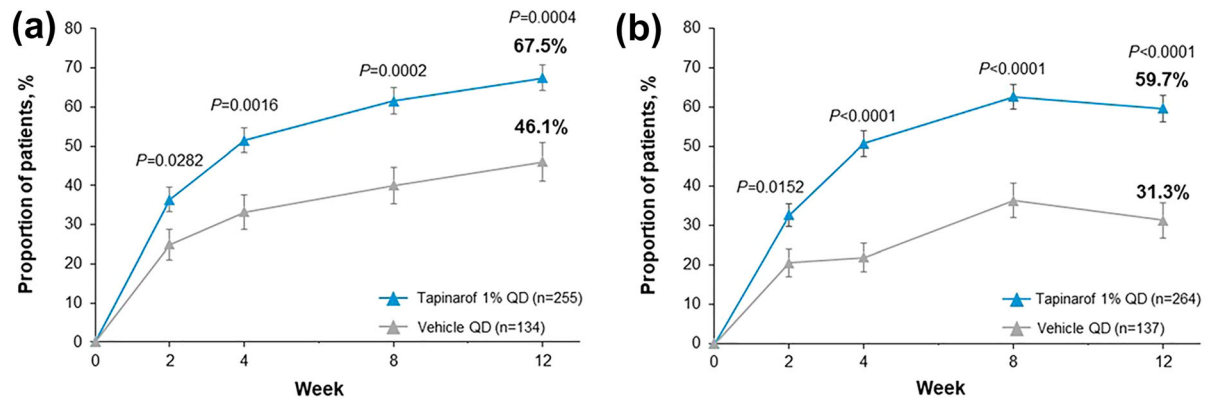 (a)
Proportion of patients, %
80
70
60
50
40
30
20
10
0
P=0.0282
P=0.0016
P=0.0002
P=0.0004
67.5%
46.1%
Tapinarof 1% QD (n=255)
Vehicle QD (n=134)
0 2 4 8 12
Week
(b)
Proportion of patients, %
80
70
60
50
40
30
20
10
0
P=0.0152
P<0.0001
P<0.0001
P<0.0001
59.7%
31.3%
Tapinarof 1% QD (n=264)
Vehicle QD (n=137)
0 2 4 8 12
Week